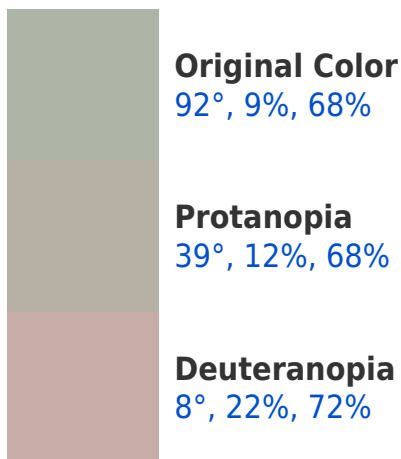 Original Color
92°, 9%, 68%
Protanopia
39°, 12%, 68%
Deuteranopia
8°, 22%, 72%